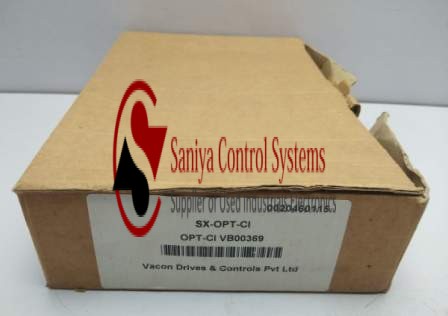 Saniya Control Systems
Supplier of Used Industrial Electronics
0020460115
SX-OPT-CI
OPT-CI VB00369
Vacon Drives & Controls Pvt Ltd